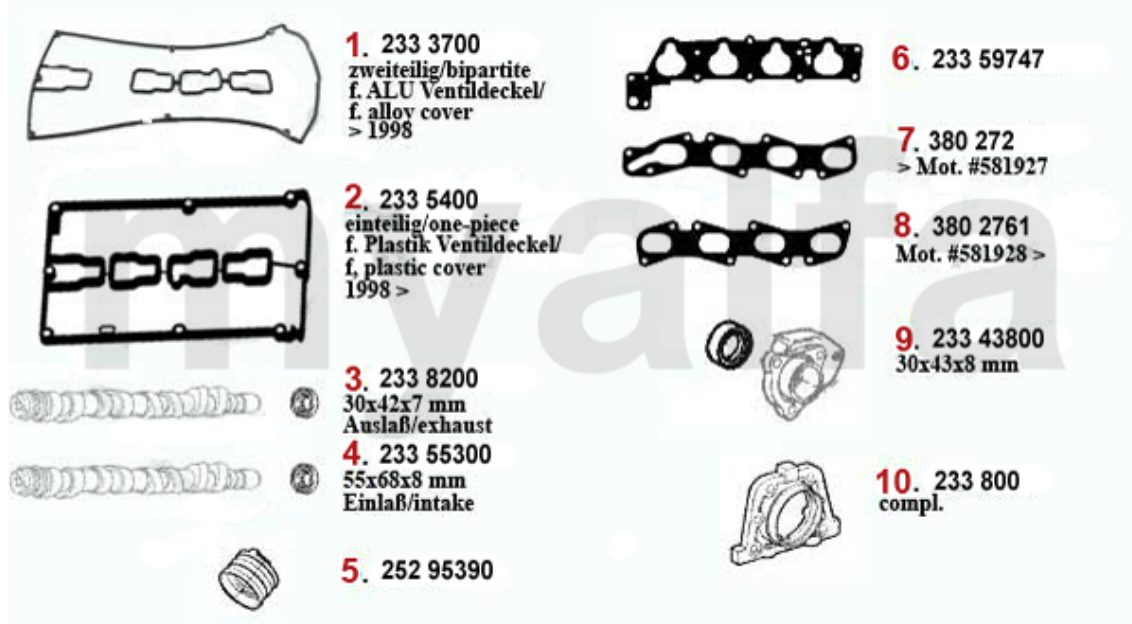 1. 233 3700
zweiteilig/bipartite
f. ALU Ventildeckel/
f. alloy cover
> 1998
2. 233 5400
einteilig/one-piece
f. Plastik Ventildeckel/
f, plastic cover
1998 >
3. 233 8200
30x42x7 mm
Auslaß/exhaust
4. 233 55300
55x68x8 mm
Einlaß/intake
5. 252 95390
6. 233 59747
7. 380 272
> Mot. #581927
8. 380 2761
Mot. #581928 >
9. 233 43800
30x43x8 mm
10. 233 800
compl.
myalfa